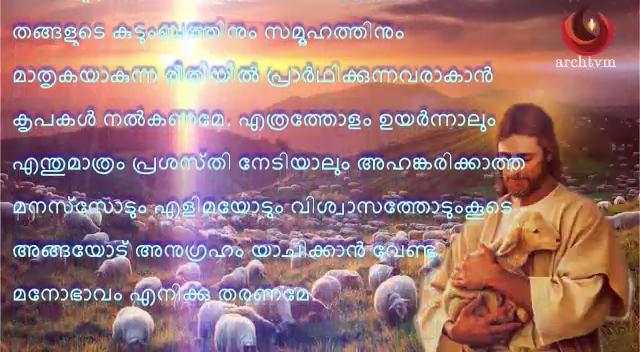 തങ്ങളുടെ കുടുംബത്തിനും സമൂഹത്തിനും
archtvm
മാതൃകയാകുന്ന രീതിയിൽ പ്രാർഥിക്കുന്നവരാകാൻ
കൃപകൾ നൽകണമേ. എത്രത്തോളം ഉയർന്നാലും
എന്തുമാത്രം പ്രശസ്തി നേടിയാലും അഹങ്കരിക്കാത്ത
മനസ്സോടും എളിമയോടും വിശ്വാസത്തോടുംകൂടെ
അങ്ങയോട് അനുഗ്രഹം യാചിക്കാൻ വേണ്ട
മനോഭാവം എനിക്കു തരണമേ.